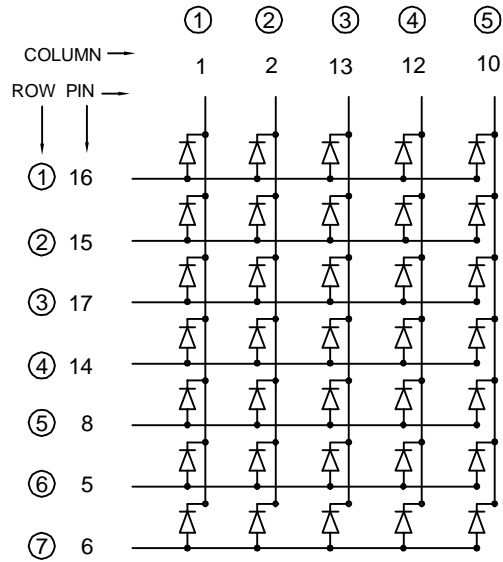 ① ② ③ ④ ⑤
COLUMN →
1 2 13 12 10
ROW PIN →
① 16
② 15
③ 17
④ 14
⑤ 8
⑥ 5
⑦ 6